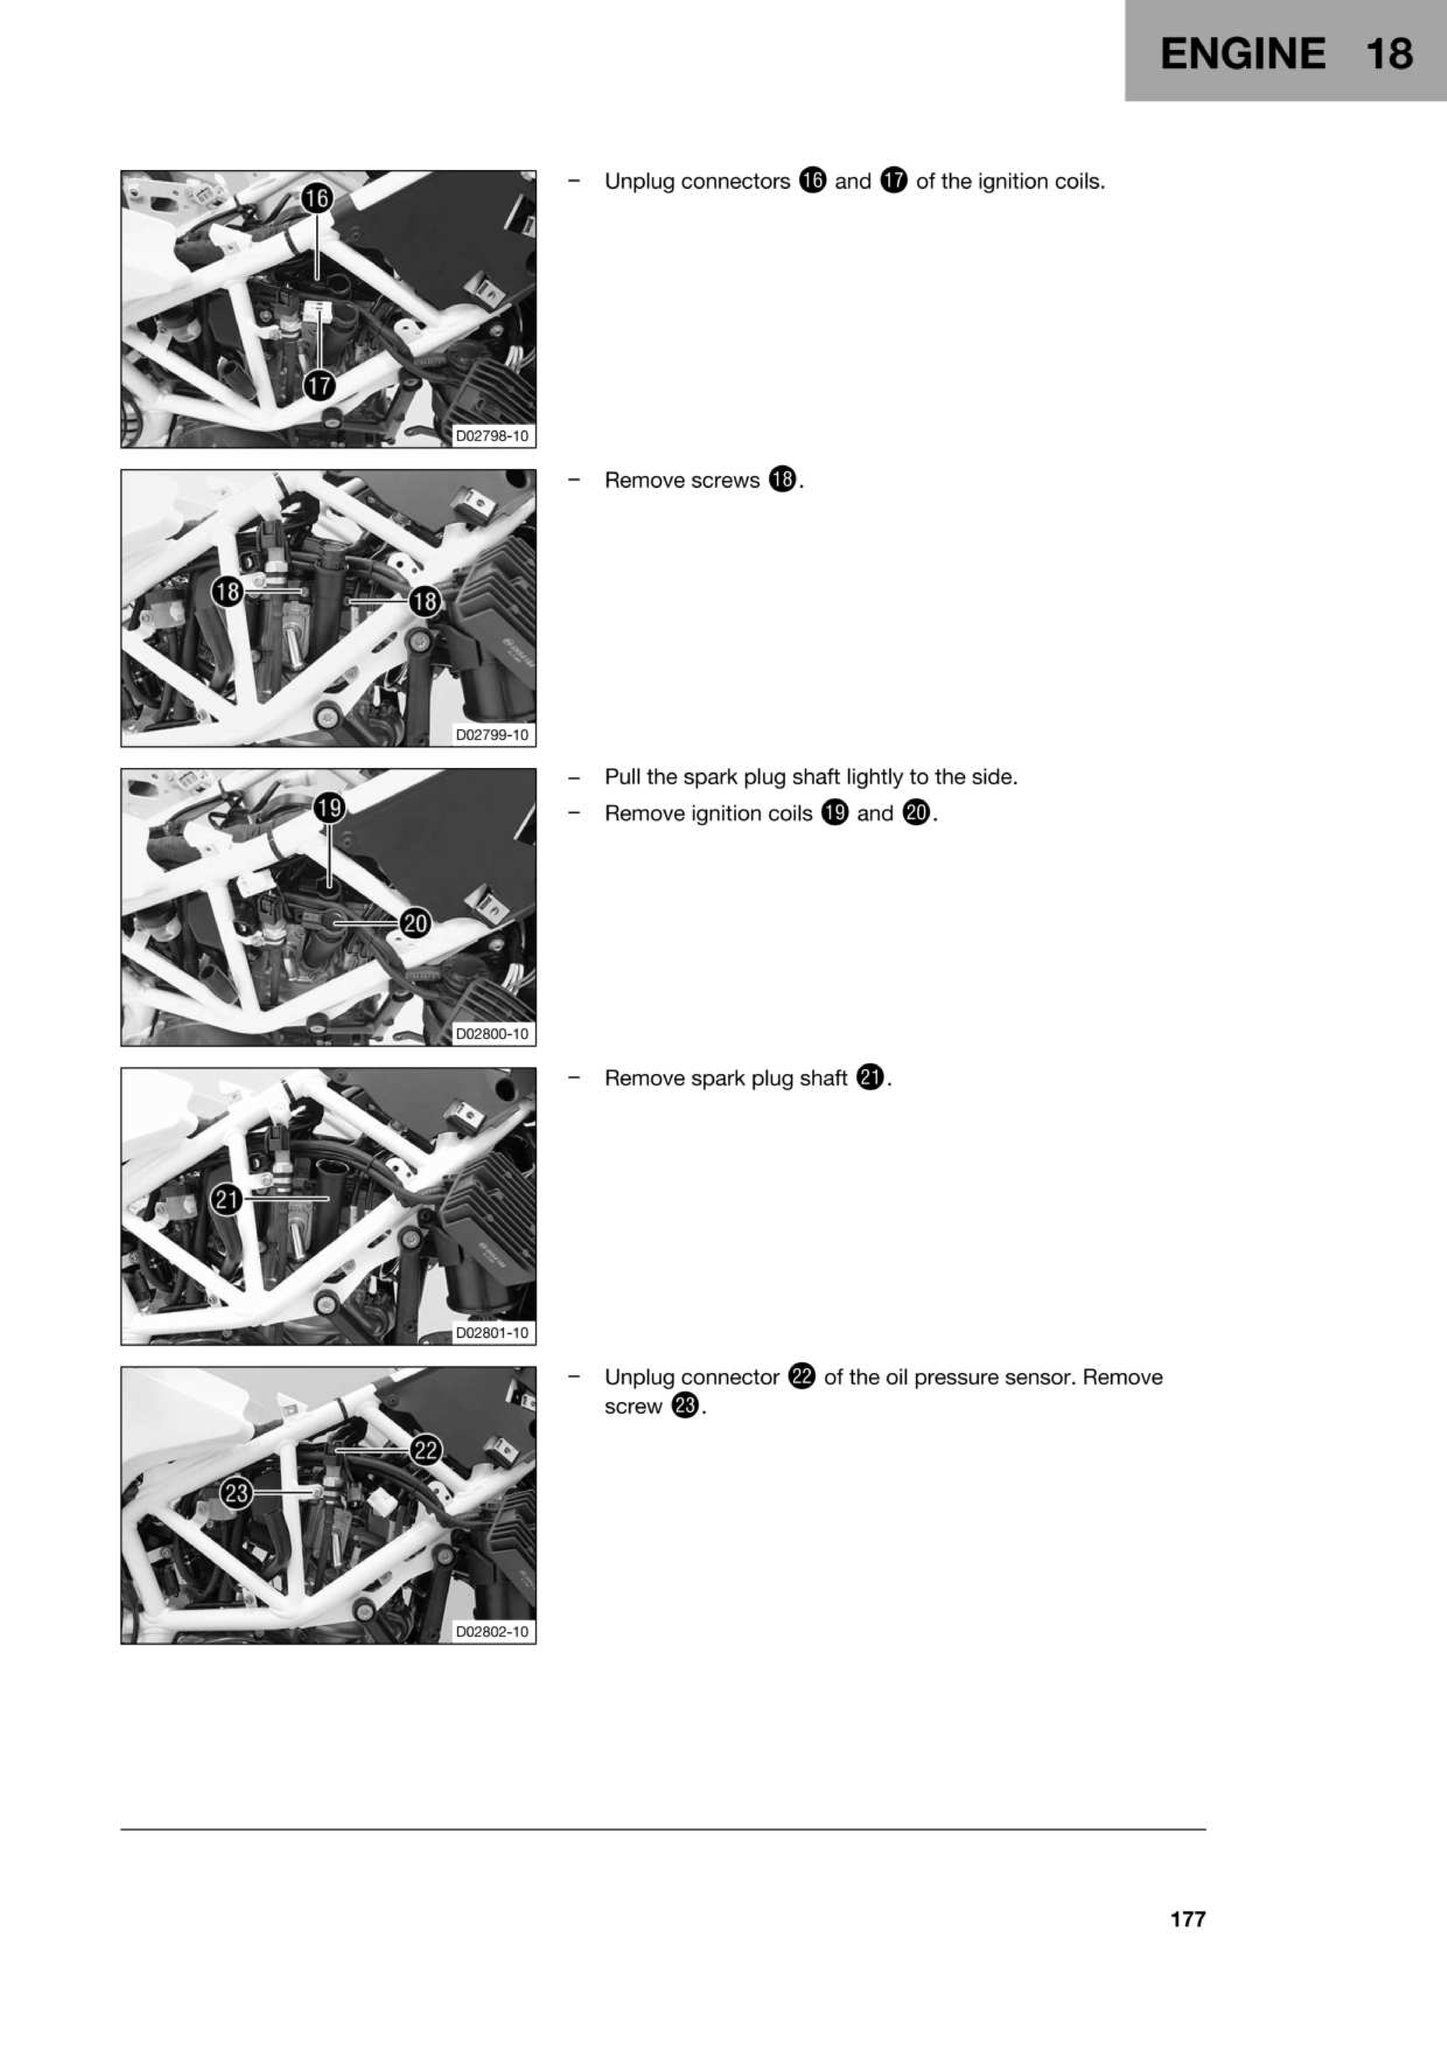 ENGINE 18
16
17
D02798-10
– Unplug connectors 16 and 17 of the ignition coils.
18
18
D02799-10
– Remove screws 18.
19
20
D02800-10
– Pull the spark plug shaft lightly to the side.
– Remove ignition coils 19 and 20.
21
D02801-10
– Remove spark plug shaft 21.
22
23
D02802-10
– Unplug connector 22 of the oil pressure sensor. Remove
screw 23.
177